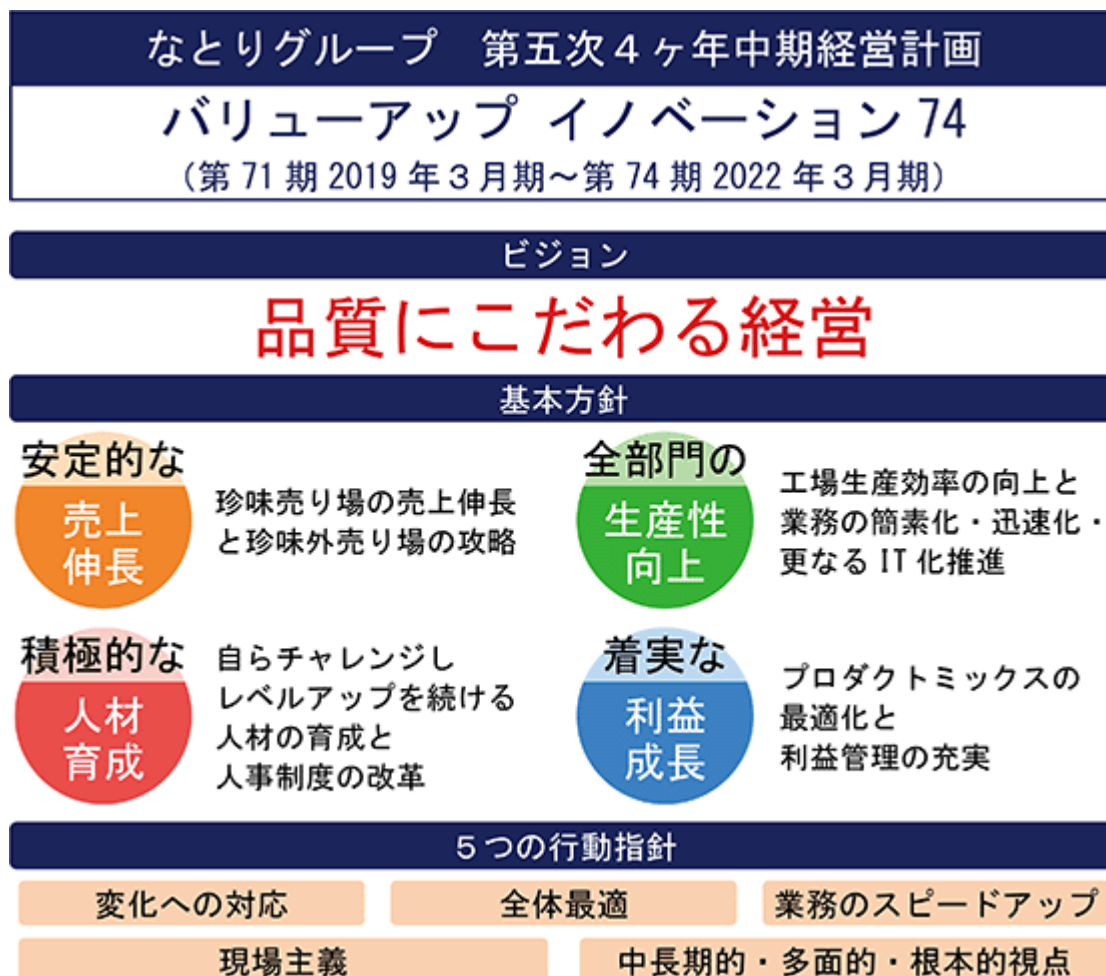 なとりグループ　第五次４ヶ年中期経営計画
バリューアップ イノベーション 74
（第 71 期 2019 年３月期～第 74 期 2022 年３月期）
ビジョン
品質にこだわる経営
基本方針
安定的な
売上
伸長
珍味売り場の売上伸長
と珍味外売り場の攻略
全部門の
生産性
向上
工場生産効率の向上と
業務の簡素化・迅速化・
更なる IT 化推進
積極的な
人材
育成
自らチャレンジし
レベルアップを続ける
人材の育成と
人事制度の改革
着実な
利益
成長
プロダクトミックスの
最適化と
利益管理の充実
５つの行動指針
変化への対応
全体最適
業務のスピードアップ
現場主義
中長期的・多面的・根本的視点